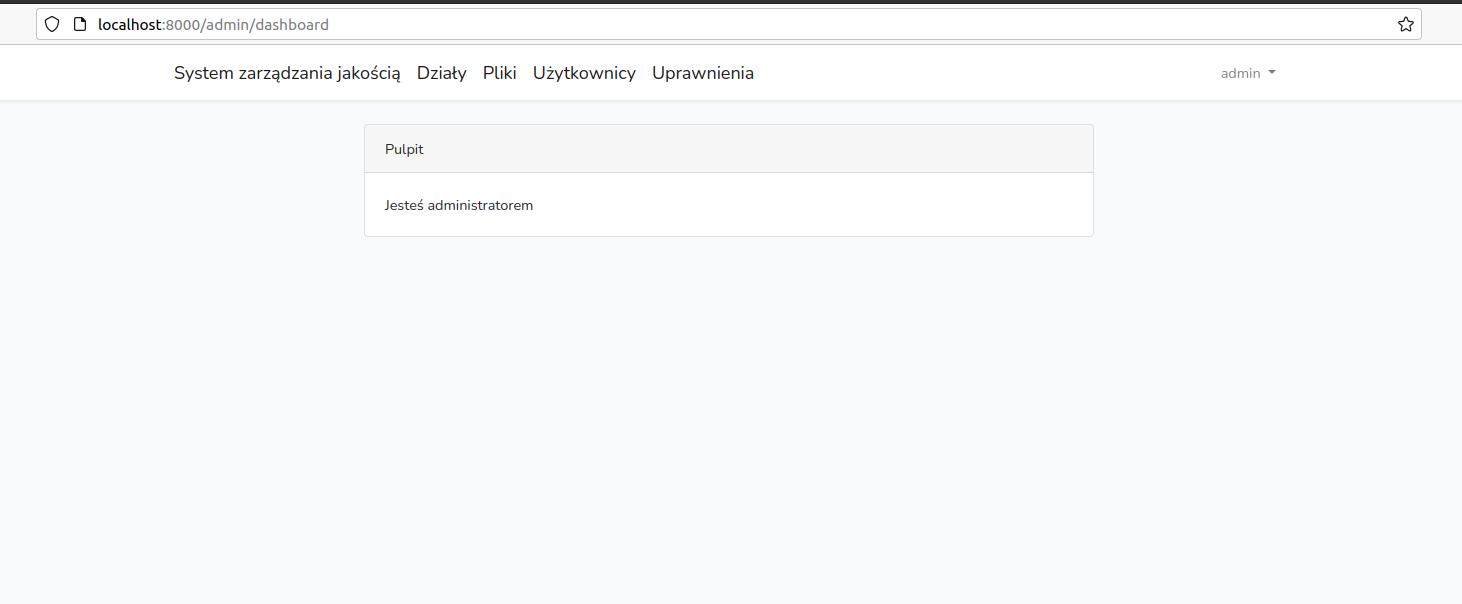 localhost:8000/admin/dashboard
System zarządzania jakością Działy Pliki Użytkownicy Uprawnienia admin
Pulpit
Jesteś administratorem